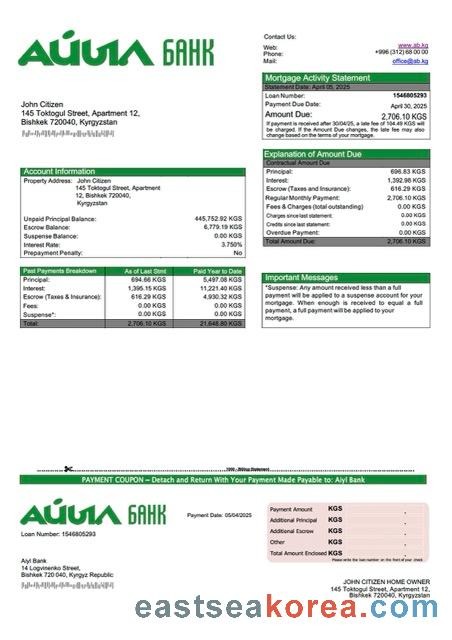 АЙЫЛ БАНК
Contact Us:
Web: www.ab.kg
Phone: +996 (312) 68 00 00
Mail: office@ab.kg
Mortgage Activity Statement
Statement Date: April 05, 2025
Loan Number: 1546805293
Payment Due Date: April 30, 2025
Amount Due: 2,706.10 KGS
If payment is received after 30/04/25, a late fee of 104.49 KGS will
be charged. If the Amount Due changes, the late fee may also
change based on the terms of your mortgage.
John Citizen
145 Toktogul Street, Apartment 12,
Bishkek 720040, Kyrgyzstan
Explanation of Amount Due
Contractual Amount Due
Principal: 696.83 KGS
Interest: 1,392.98 KGS
Escrow (Taxes and Insurance): 616.29 KGS
Regular Monthly Payment: 2,706.10 KGS
Fees & Charges (total outstanding) 0.00 KGS
Charges since last statement: 0.00 KGS
Credits since last statement: 0.00 KGS
Overdue Payment: 0.00 KGS
Total Amount Due: 2,706.10 KGS
Account Information
Property Address: John Citizen
145 Toktogul Street, Apartment
12, Bishkek 720040,
Kyrgyzstan
Unpaid Principal Balance: 445,752.92 KGS
Escrow Balance: 6,779.19 KGS
Suspense Balance: 0.00 KGS
Interest Rate: 3.750%
Prepayment Penalty: No
Past Payments Breakdown As of Last Stmt Paid Year to Date
Principal: 694.66 KGS 5,497.08 KGS
Interest: 1,395.15 KGS 11,221.40 KGS
Escrow (Taxes & Insurance): 616.29 KGS 4,930.32 KGS
Fees: 0.00 KGS 0.00 KGS
Suspense*: 0.00 KGS 0.00 KGS
Total: 2,706.10 KGS 21,648.80 KGS
Important Messages
*Suspense: Any amount received less than a full
payment will be applied to a suspense account for your
mortgage. When enough is received to equal a full
payment, a full payment will be applied to your
mortgage.
1000 - Billing Statement
PAYMENT COUPON – Detach and Return With Your Payment Made Payable to: Aiyl Bank
АЙЫЛ БАНК
Payment Date: 05/04/2025
Loan Number: 1546805293
Payment Amount KGS .
Additional Principal KGS .
Additional Escrow KGS .
Other KGS .
Total Amount Enclosed KGS .
Please write the loan number on the front of your check
Aiyl Bank
14 Logvinenko Street,
Bishkek 720 040, Kyrgyz Republic
JOHN CITIZEN HOME OWNER
145 Toktogul Street, Apartment 12,
Bishkek 720040, Kyrgyzstan
eastseakorea.com